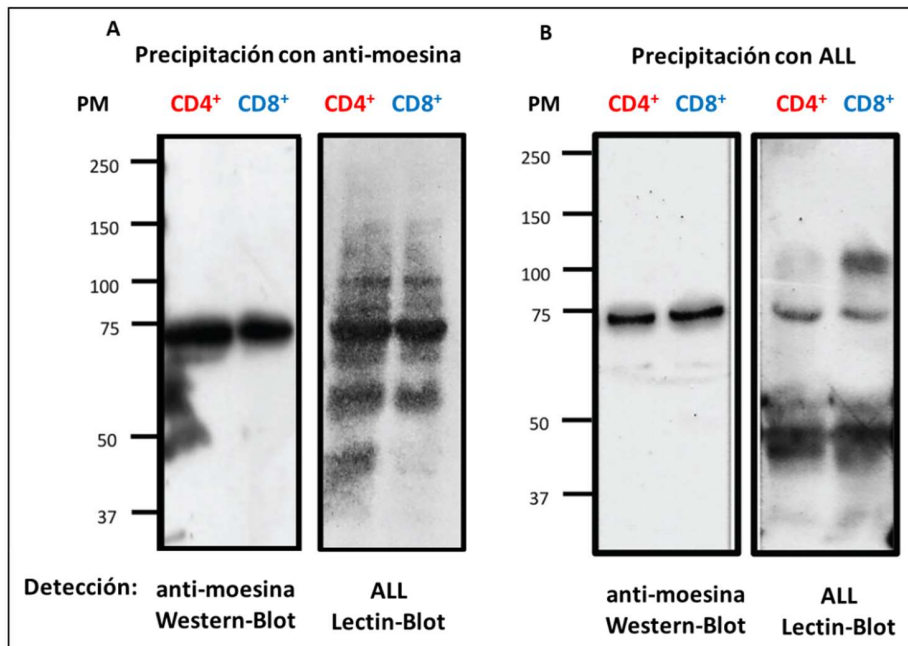 A
Precipitación con anti-moesina
PM
CD4+ CD8+
CD4+ CD8+
250
150
100
75
50
37
Detección:
anti-moesina
Western-Blot
ALL
Lectin-Blot
B
Precipitación con ALL
PM
CD4+ CD8+
CD4+ CD8+
250
150
100
75
50
37
anti-moesina
Western-Blot
ALL
Lectin-Blot